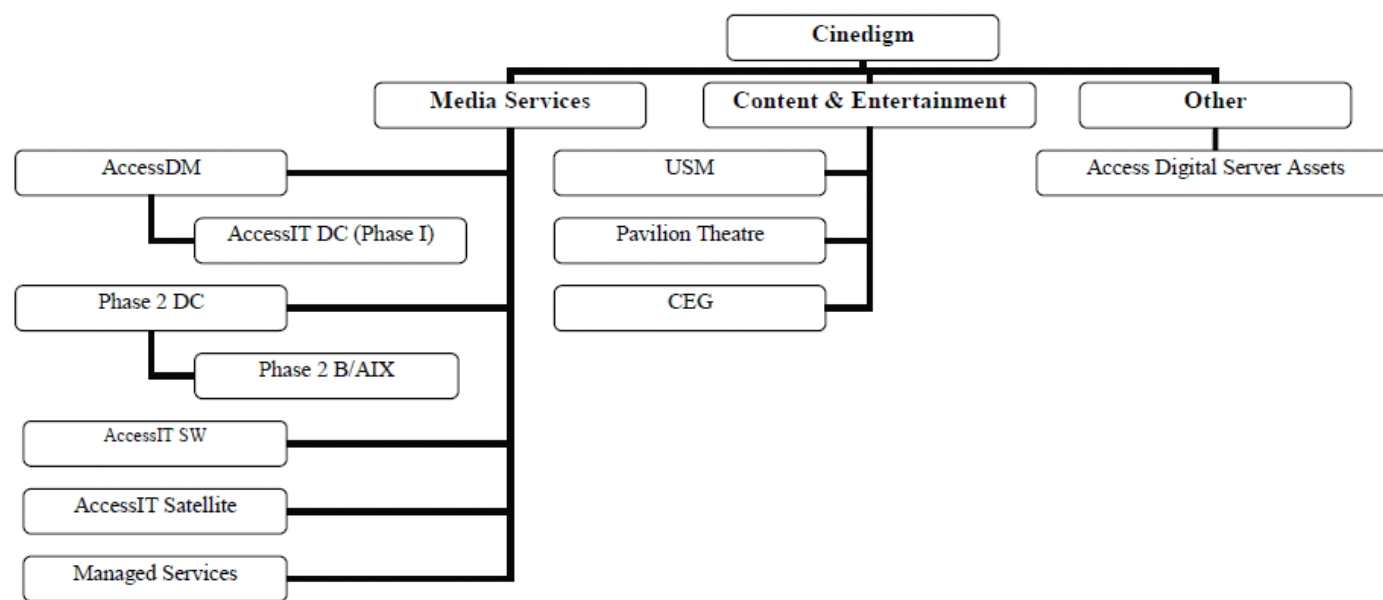 Cinedigm
Media Services
Content & Entertainment
Other
AccessDM
USM
Access Digital Server Assets
AccessIT DC (Phase I)
Pavilion Theatre
Phase 2 DC
CEG
Phase 2 B/AIX
AccessIT SW
AccessIT Satellite
Managed Services